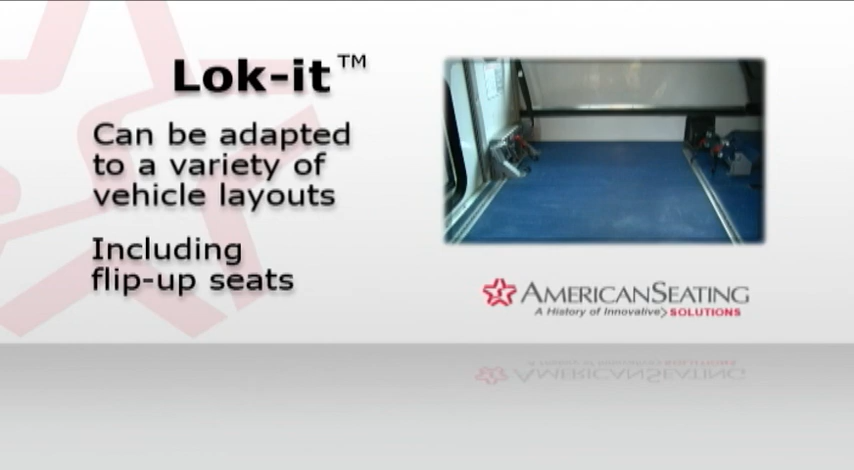 Lok-it™
Can be adapted
to a variety of
vehicle layouts
Including
flip-up seats
AMERICANSEATING
A History of Innovative> SOLUTIONS